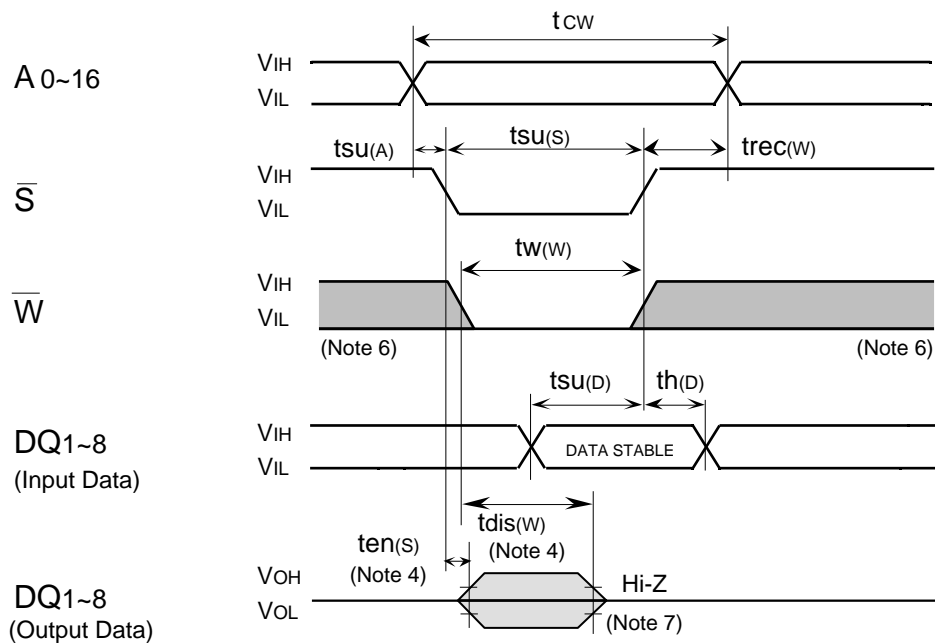 tCW
A 0~16
VIH
VIL
tsu(A)
tsu(S)
trec(W)
S
VIH
VIL
tw(W)
W
VIH
VIL
(Note 6)
(Note 6)
tsu(D)
th(D)
DQ1~8
(Input Data)
VIH
VIL
DATA STABLE
tdis(W)
(Note 4)
ten(S)
(Note 4)
DQ1~8
(Output Data)
VOH
VOL
Hi-Z
(Note 7)